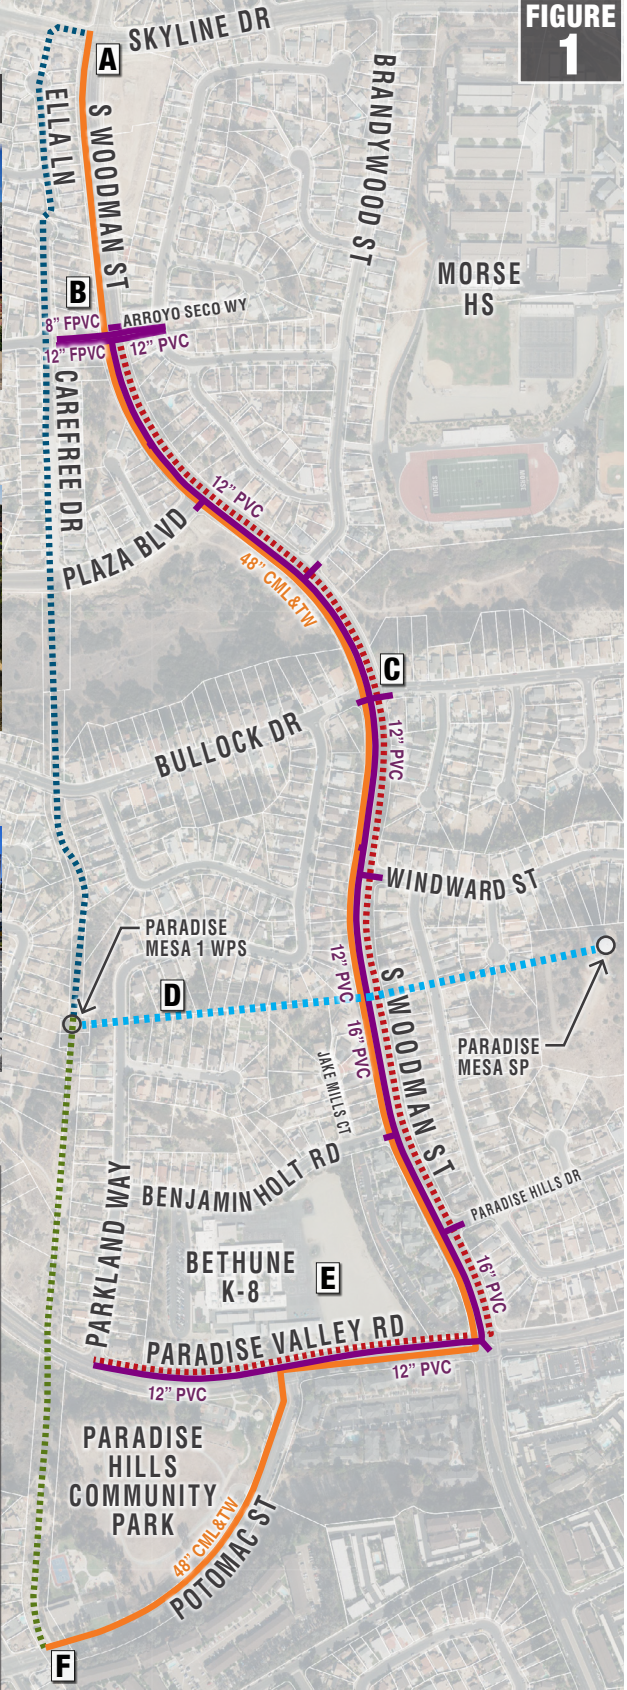 FIGURE
1
SKYLINE DR
A
ELLA LN
S WOODMAN ST
BRANDYWOOD ST
MORSE
HS
B
8" FPVC
ARROYO SECO WY
12" FPVC
12" PVC
CAREFREE DR
12" PVC
PLAZA BLVD
48" CML&TW
C
BULLOCK DR
12" PVC
WINDWARD ST
PARADISE
MESA 1 WPS
D
12" PVC
S WOODMAN ST
16" PVC
PARADISE
MESA SP
JAKE MILLS CT
BENJAMIN HOLT RD
PARKLAND WAY
PARADISE HILLS DR
BETHUNE
K-8
E
16" PVC
PARADISE VALLEY RD
12" PVC
12" PVC
PARADISE
HILLS
COMMUNITY
PARK
48" CML&TW
POTOMAC ST
F